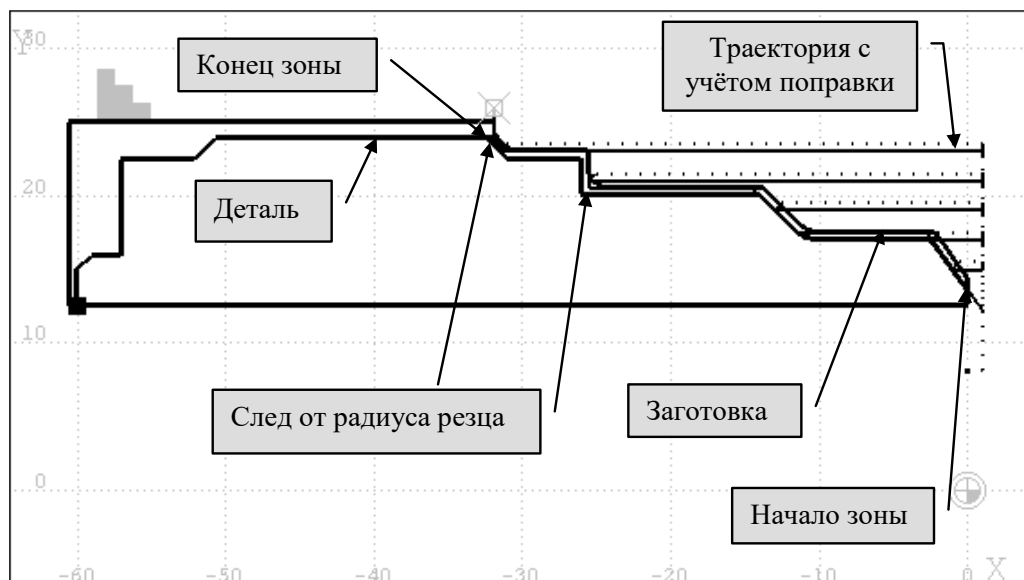 Y
30
Конец зоны
Траектория с
учётом поправки
20
Деталь
10
След от радиуса резца
Заготовка
0
Начало зоны
-60 -50 -40 -30 -20 -10 0 X